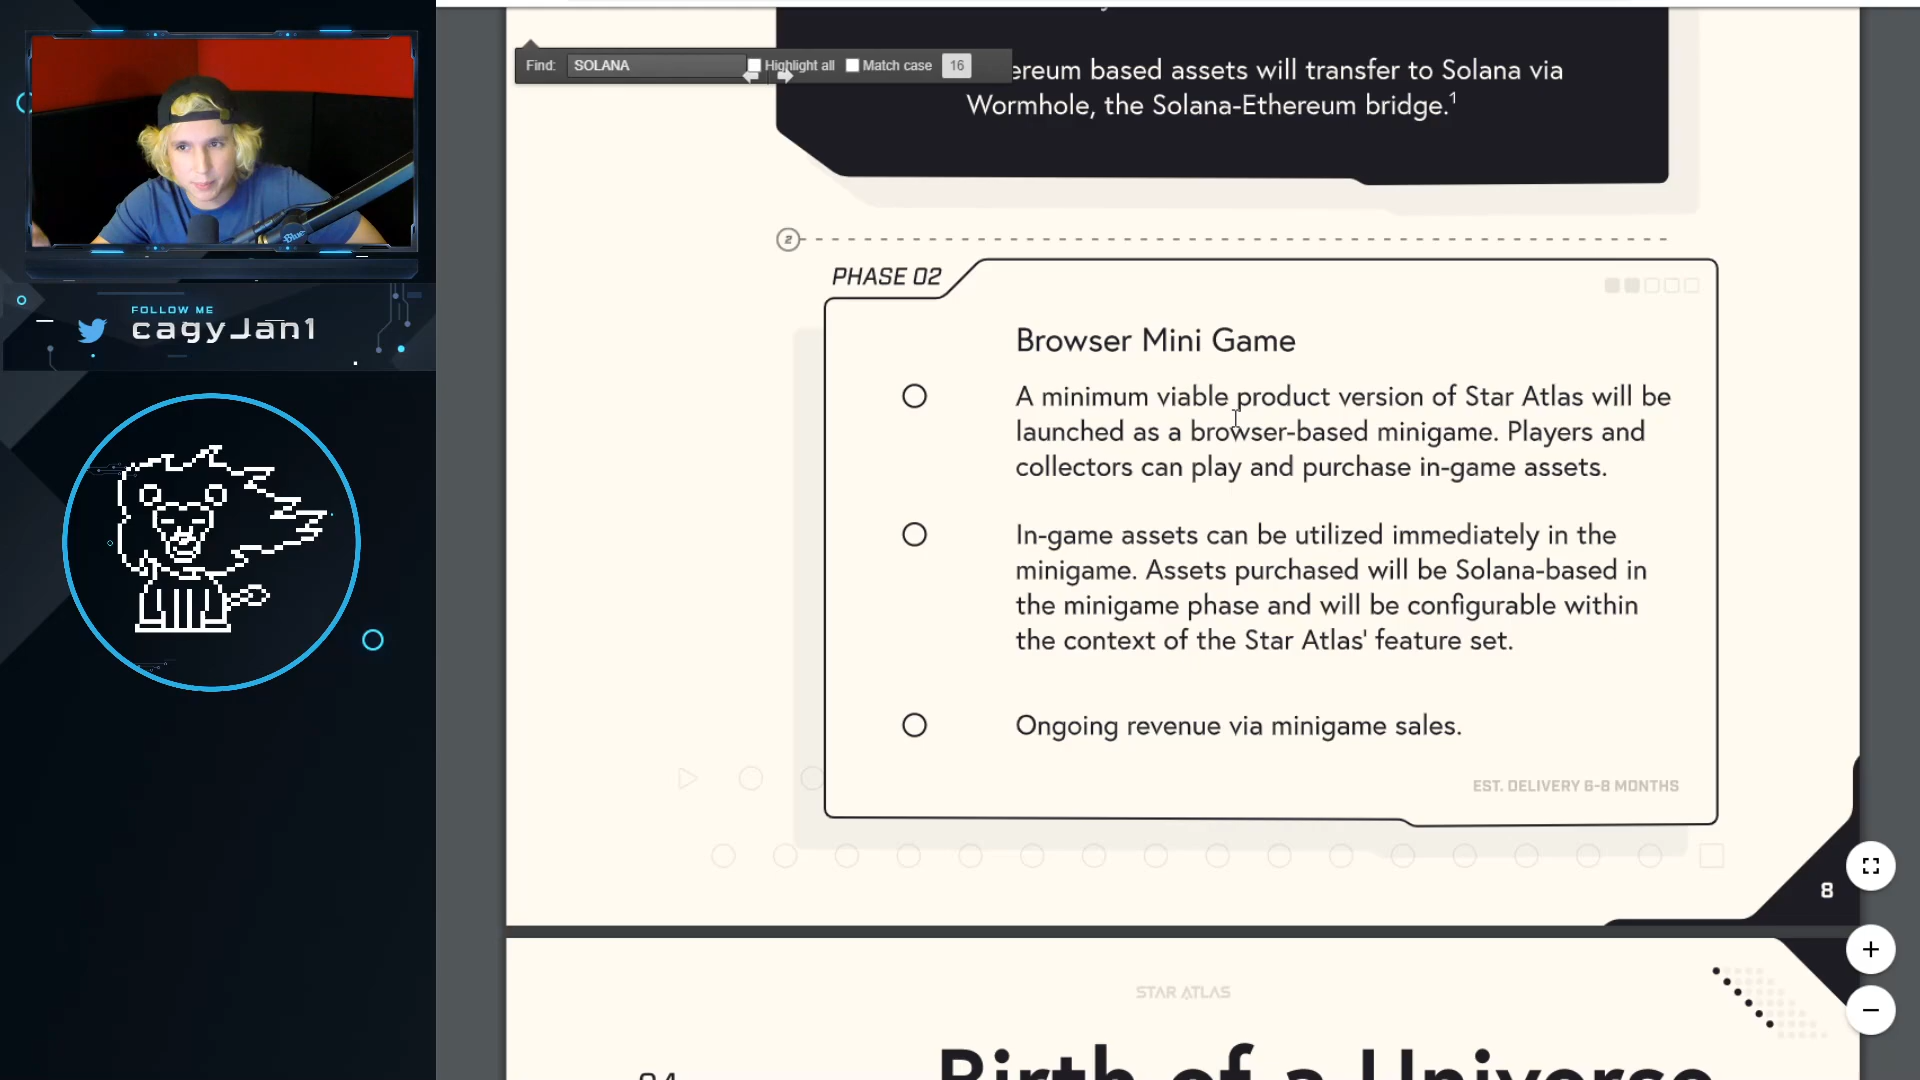 Find:
SOLANA
Highlight all
Match case
16
ereum based assets will transfer to Solana via
Wormhole, the Solana-Ethereum bridge.1
FOLLOW ME
cagyJan1
Blue
2
PHASE 02
Browser Mini Game
A minimum viable product version of Star Atlas will be
launched as a browser-based minigame. Players and
collectors can play and purchase in-game assets.
In-game assets can be utilized immediately in the
minigame. Assets purchased will be Solana-based in
the minigame phase and will be configurable within
the context of the Star Atlas' feature set.
Ongoing revenue via minigame sales.
EST. DELIVERY 6-8 MONTHS
8
STAR ATLAS
Birth of a Universe